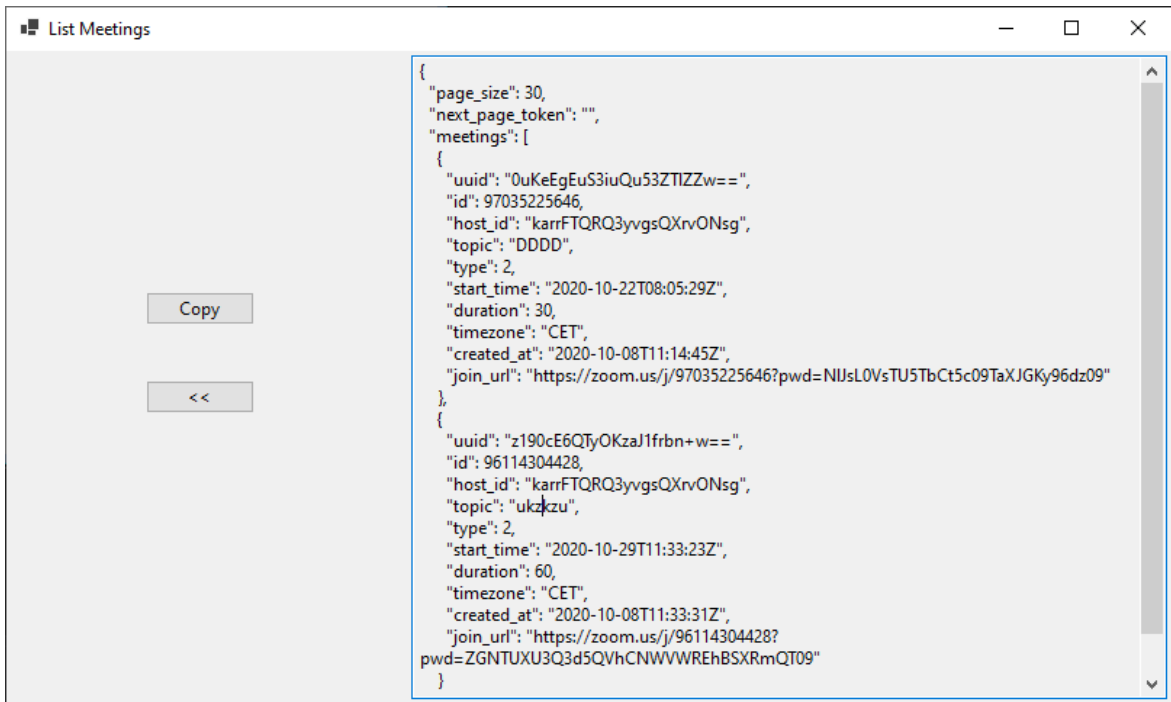 List Meetings
Copy
<<
{
"page_size": 30,
"next_page_token": "",
"meetings": [
{
"uuid": "0uKeEgEuS3iuQu53ZTlZZw==",
"id": 97035225646,
"host_id": "karrFTQRQ3yvgsQXrvONsg",
"topic": "DDDD",
"type": 2,
"start_time": "2020-10-22T08:05:29Z",
"duration": 30,
"timezone": "CET",
"created_at": "2020-10-08T11:14:45Z",
"join_url": "https://zoom.us/j/97035225646?pwd=NlJsL0VsTU5TbCt5c09TaXJGKy96dz09"
},
{
"uuid": "z190cE6QTyOKzaJ1frbn+w==",
"id": 96114304428,
"host_id": "karrFTQRQ3yvgsQXrvONsg",
"topic": "ukzkzu",
"type": 2,
"start_time": "2020-10-29T11:33:23Z",
"duration": 60,
"timezone": "CET",
"created_at": "2020-10-08T11:33:31Z",
"join_url": "https://zoom.us/j/96114304428?
pwd=ZGNTUXU3Q3d5QVhCNWVWREhBSXRmQT09"
}